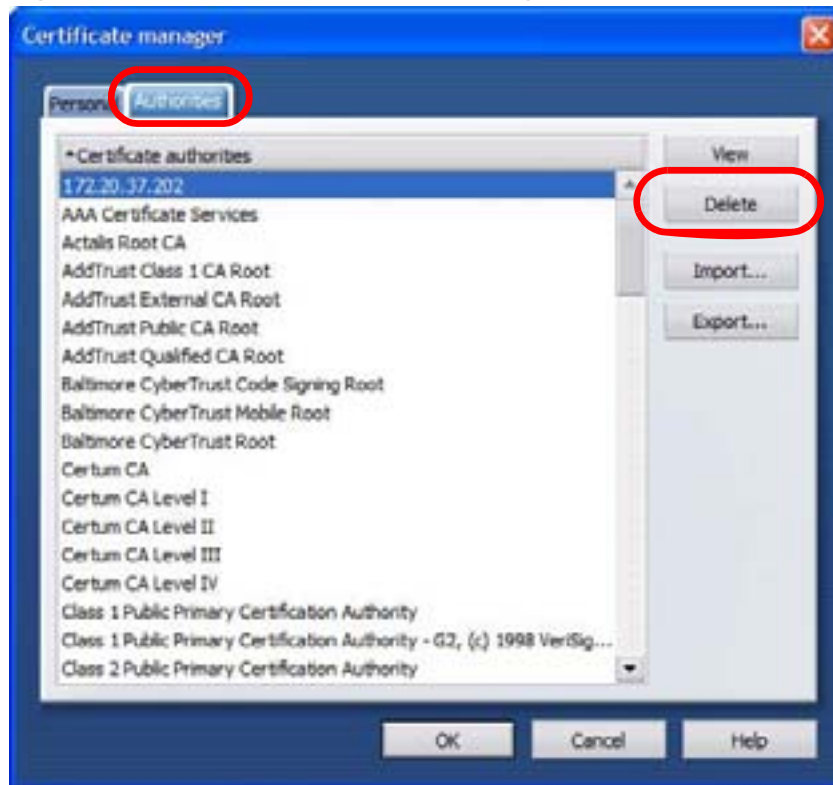 Certificate manager
Personal Authorities
Certificate authorities
View
172.20.37.202
Delete
AAA Certificate Services
Actalis Root CA
AddTrust Class 1 CA Root
Import...
AddTrust External CA Root
AddTrust Public CA Root
Export...
AddTrust Qualified CA Root
Baltimore CyberTrust Code Signing Root
Baltimore CyberTrust Mobile Root
Baltimore CyberTrust Root
Certum CA
Certum CA Level I
Certum CA Level II
Certum CA Level III
Certum CA Level IV
Class 1 Public Primary Certification Authority
Class 1 Public Primary Certification Authority - G2, (c) 1998 VeriSig...
Class 2 Public Primary Certification Authority
OK Cancel Help